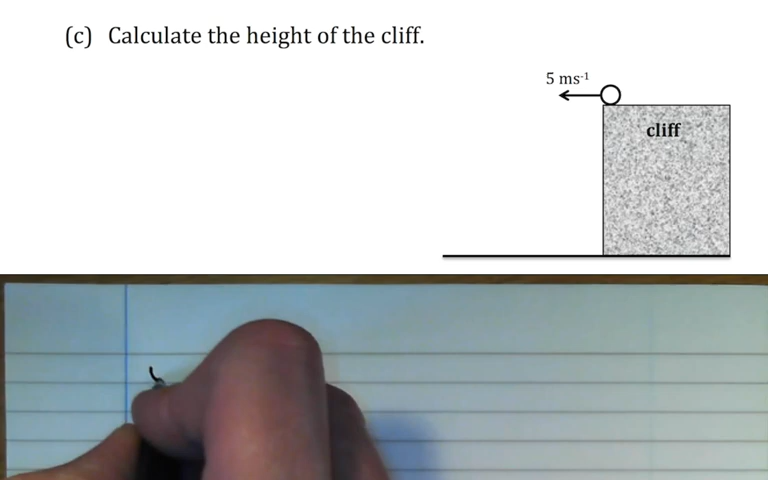 (c) Calculate the height of the cliff.
5 ms⁻¹
cliff